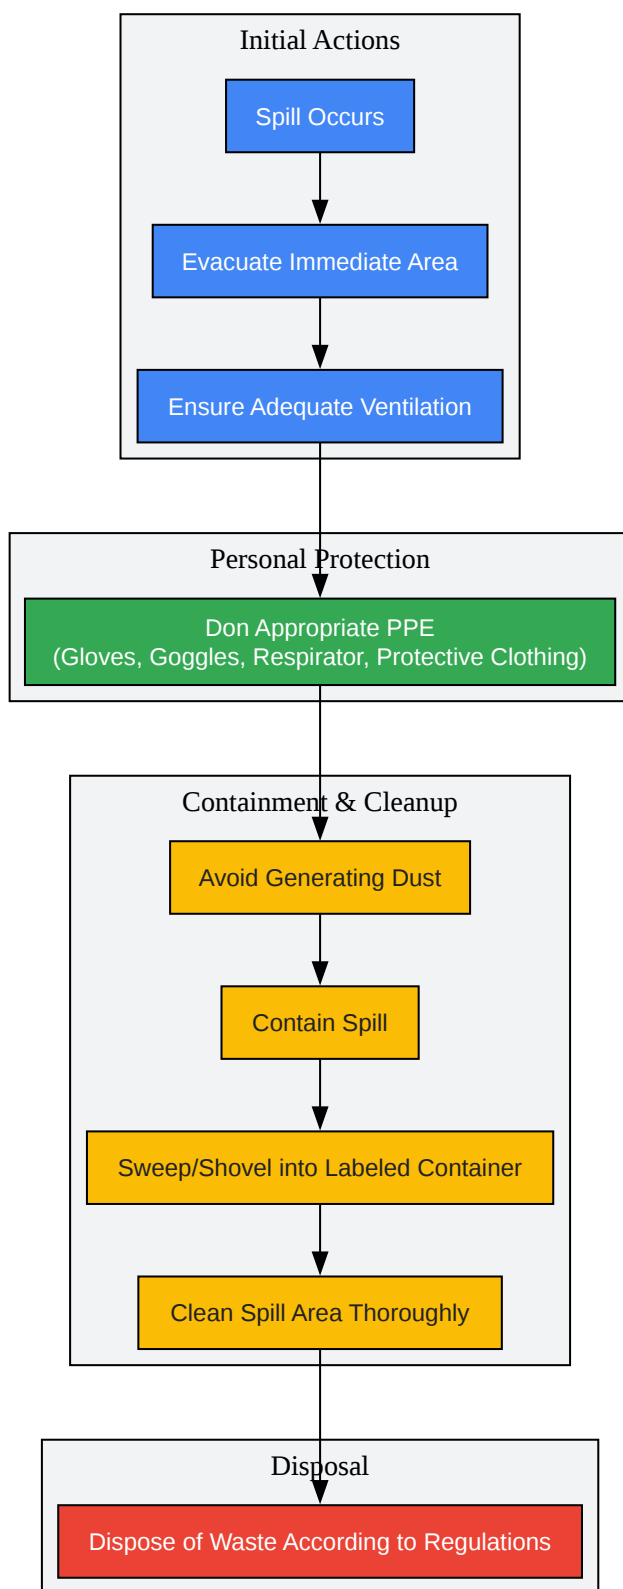 Initial Actions
Spill Occurs
Evacuate Immediate Area
Ensure Adequate Ventilation
Personal Protection
Don Appropriate PPE
(Gloves, Goggles, Respirator, Protective Clothing)
Containment & Cleanup
Avoid Generating Dust
Contain Spill
Sweep/Shovel into Labeled Container
Clean Spill Area Thoroughly
Disposal
Dispose of Waste According to Regulations